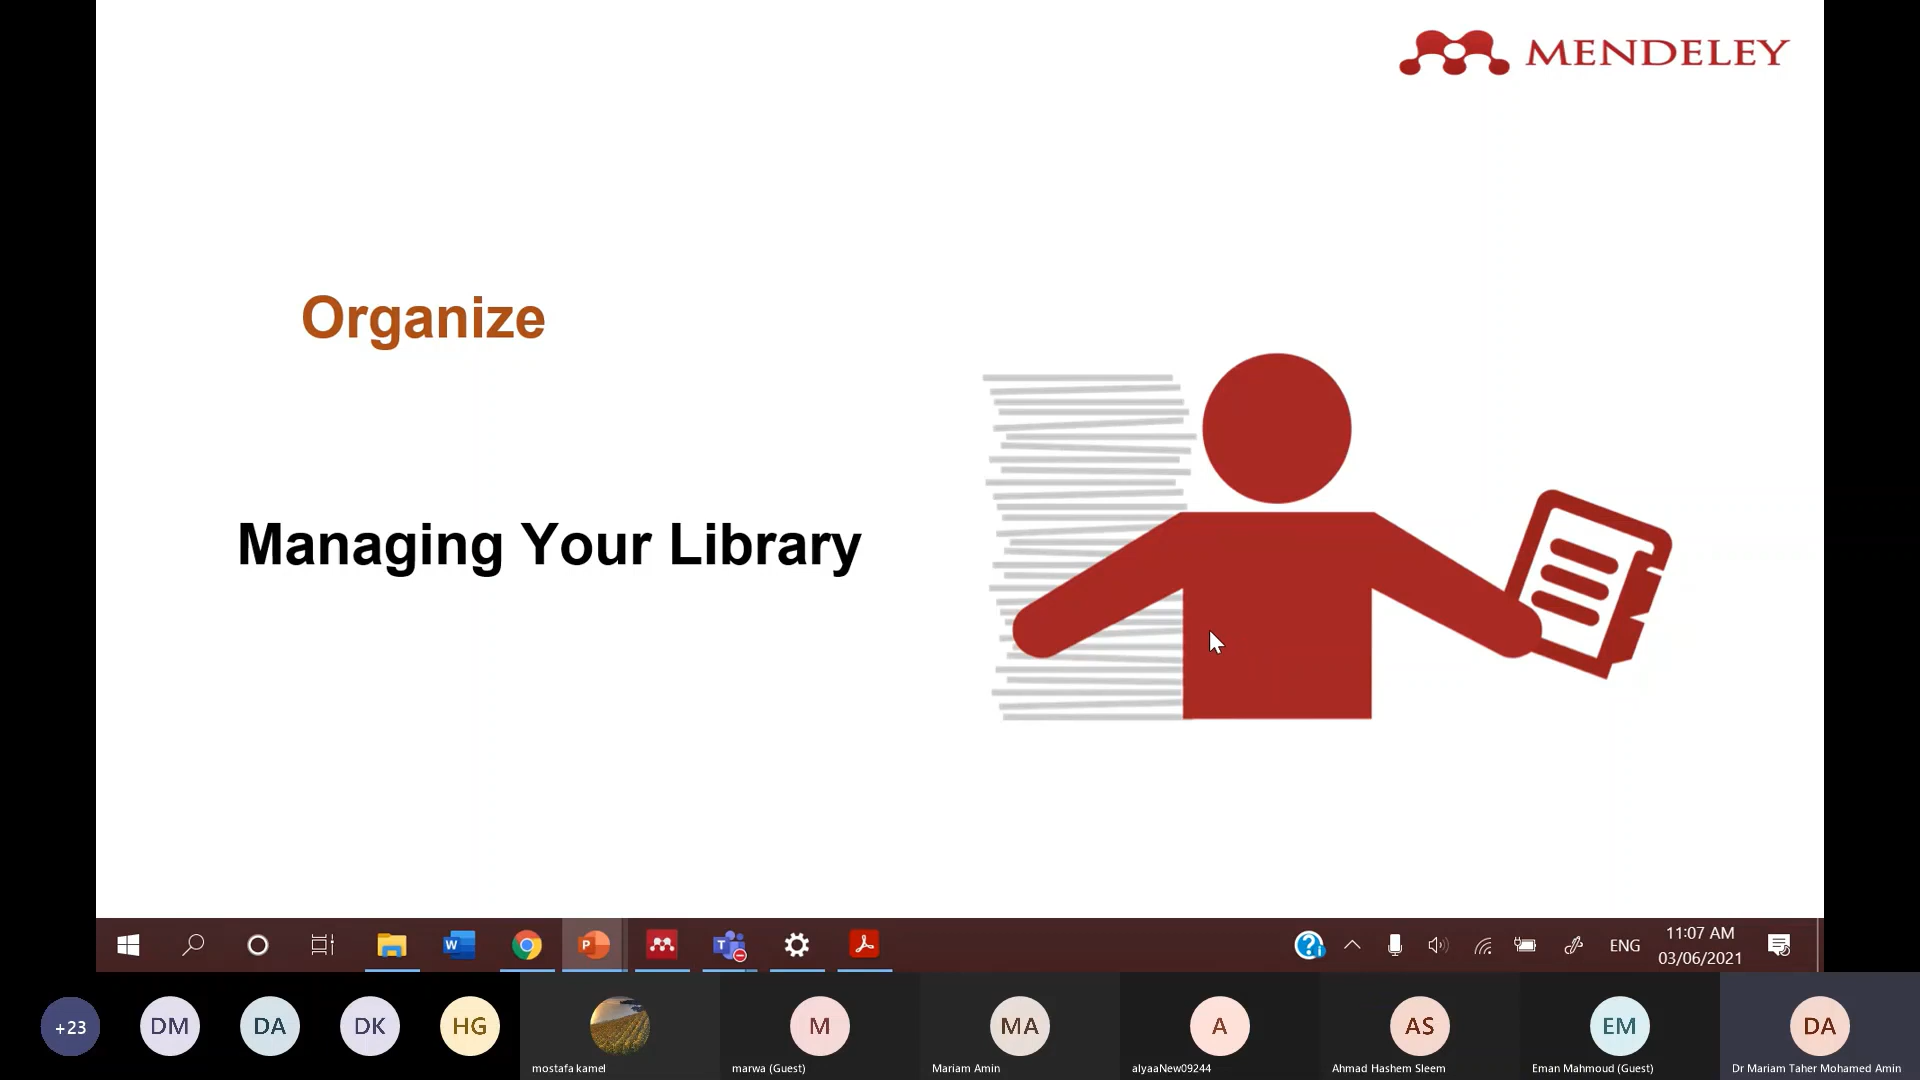 MENDELEY
Organize
Managing Your Library
ENG
11:07 AM
03/06/2021
+23
DM
DA
DK
HG
mostafa kamel
M
marwa (Guest)
MA
Mariam Amin
A
alyaaNew09244
AS
Ahmad Hashem Sleem
EM
Eman Mahmoud (Guest)
DA
Dr Mariam Taher Mohamed Amin